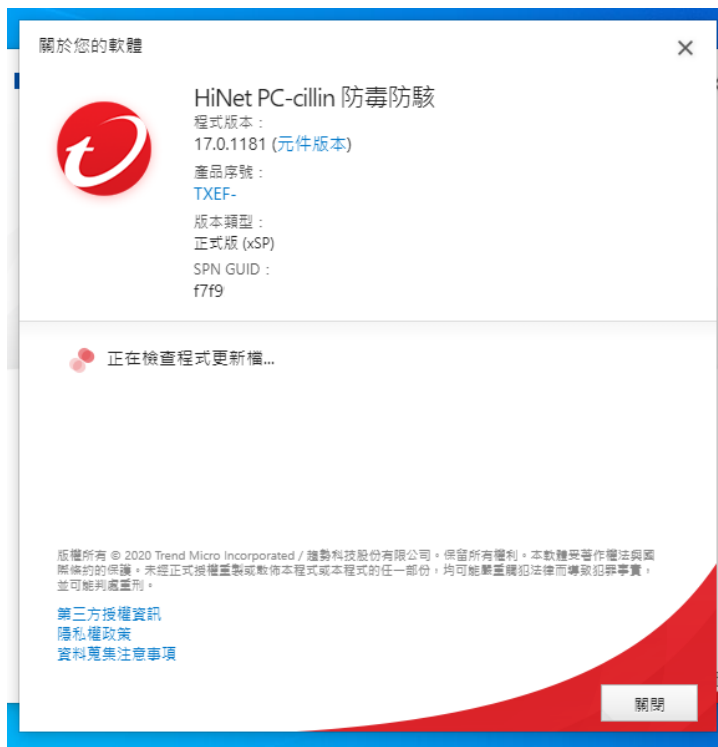 關於您的軟體
HiNet PC-cillin 防毒防駭
程式版本：
17.0.1181 (元件版本)
產品序號：
TXEF-
版本類型：
正式版 (xSP)
SPN GUID：
f7f9
正在檢查程式更新檔...
版權所有 © 2020 Trend Micro Incorporated / 趨勢科技股份有限公司。保留所有權利。本軟體受著作權法與國
際條約的保護。未經正式授權重製或散佈本程式或本程式的任一部份，均可能嚴重觸犯法律而導致犯罪事實，
並可能判處重刑。
第三方授權資訊
隱私權政策
資料蒐集注意事項
關閉